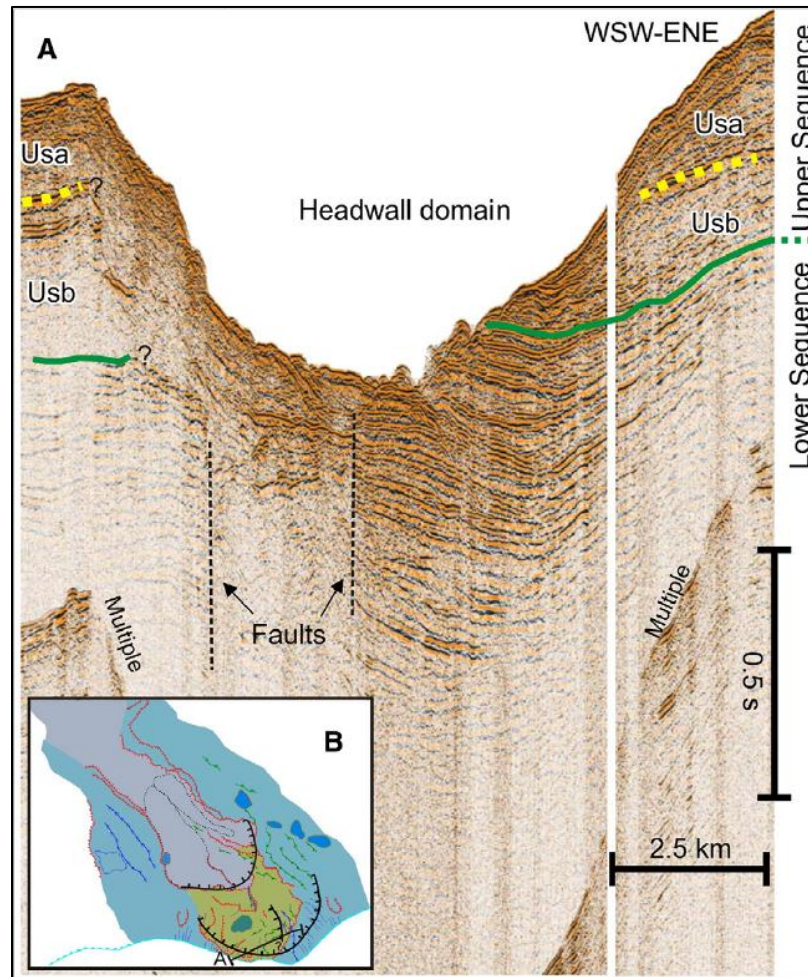 A
WSW-ENE
Usa
Usa
?
Usb
Usb
Headwall domain
Upper Sequence
Lower Sequence
?
Faults
Multiple
Multiple
0.5 s
2.5 km
B
A